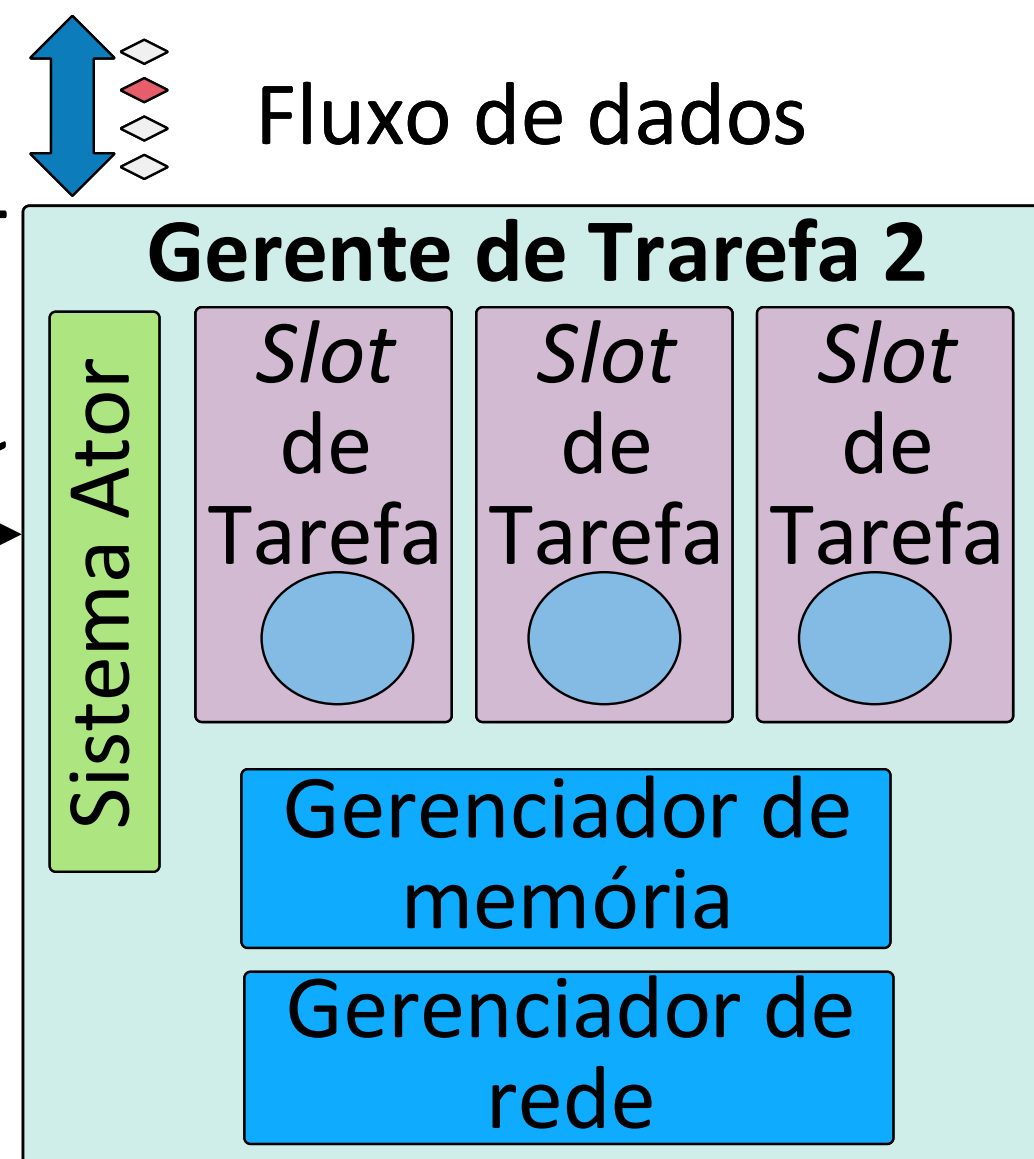 Fluxo de dados
Gerente de Trarefa 2
Sistema Ator
Slot
de
Tarefa
Slot
de
Tarefa
Slot
de
Tarefa
Gerenciador de
memória
Gerenciador de
rede